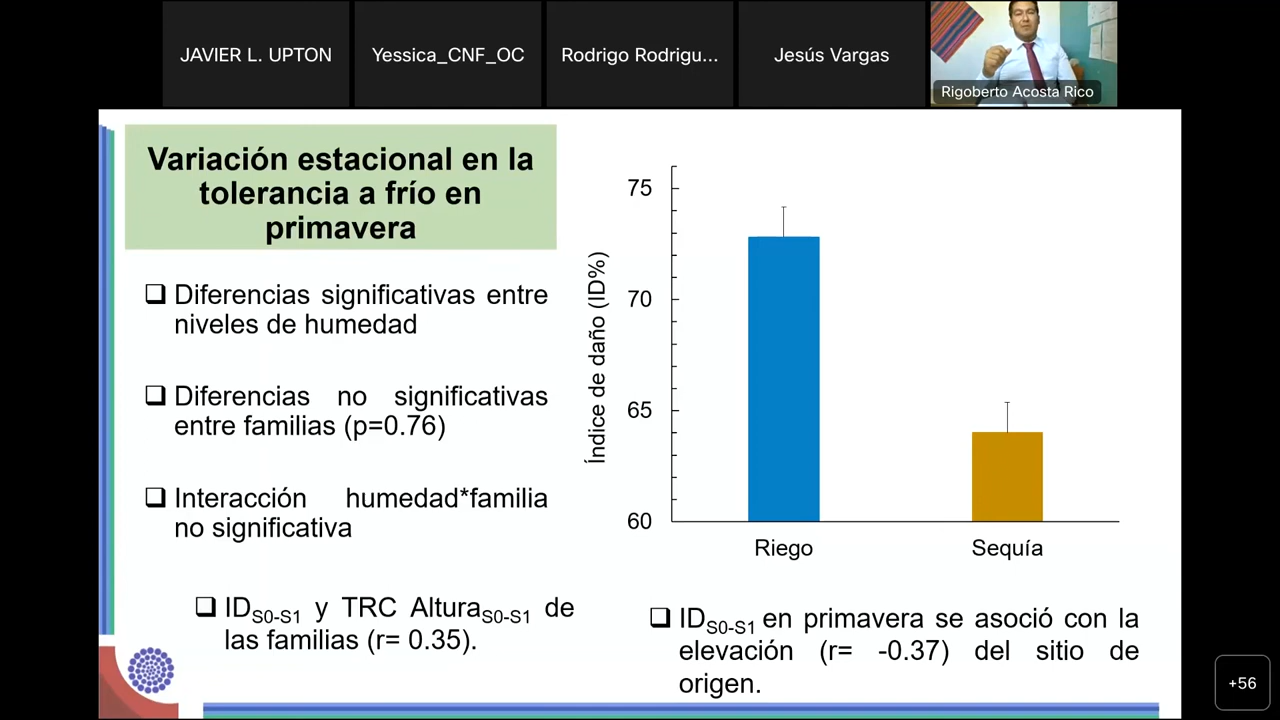 JAVIER L. UPTON
Yessica_CNF_OC
Rodrigo Rodrigu...
Jesús Vargas
Rigoberto Acosta Rico
Variación estacional en la
tolerancia a frío en
primavera
❑ Diferencias significativas entre
niveles de humedad
❑ Diferencias no significativas
entre familias (p=0.76)
❑ Interacción humedad*familia
no significativa
❑ IDS0-S1 y TRC AlturaS0-S1 de
las familias (r= 0.35).
Índice de daño (ID%)
75
70
65
60
Riego
Sequía
❑ IDS0-S1 en primavera se asoció con la
elevación (r= -0.37) del sitio de
origen.
+56